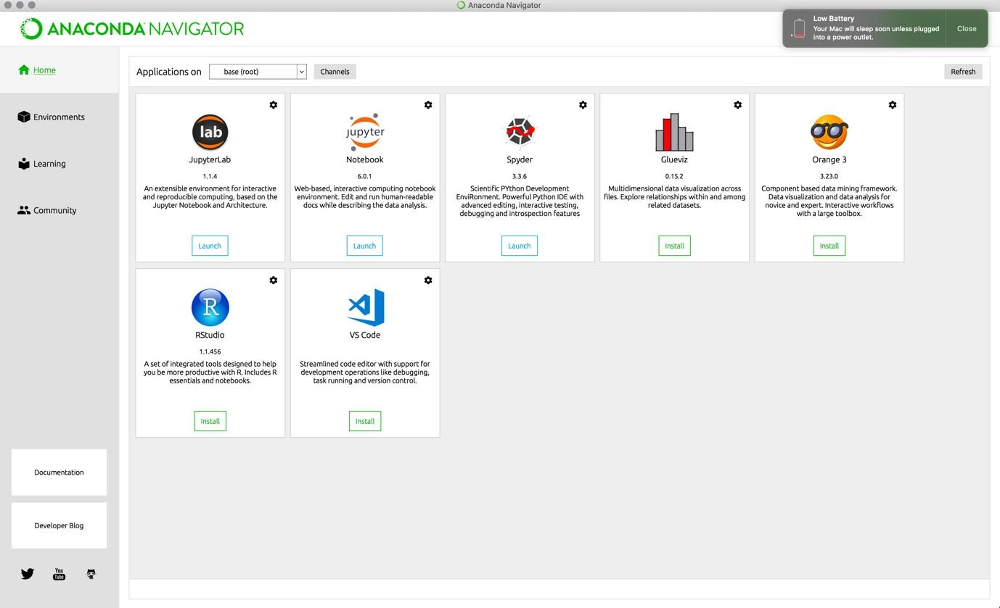 Anaconda Navigator
ANACONDA NAVIGATOR
Low Battery
Your Mac will sleep soon unless plugged
into a power outlet.
Close
Home
Environments
Learning
Community
Documentation
Developer Blog
You
Tube
Applications on
base (root)
Channels
Refresh
lab
JupyterLab
1.1.4
An extensible environment for interactive
and reproducible computing, based on the
Jupyter Notebook and Architecture.
Launch
jupyter
Notebook
6.0.1
Web-based, interactive computing notebook
environment. Edit and run human-readable
docs while describing the data analysis.
Launch
Spyder
3.3.6
Scientific PYthon Development
EnviRonment. Powerful Python IDE with
advanced editing, interactive testing,
debugging and introspection features
Launch
Glueviz
0.15.2
Multidimensional data visualization across
files. Explore relationships within and among
related datasets.
Install
Orange 3
3.23.0
Component based data mining framework.
Data visualization and data analysis for
novice and expert. Interactive workflows
with a large toolbox.
Install
R
RStudio
1.1.456
A set of integrated tools designed to help
you be more productive with R. Includes R
essentials and notebooks.
Install
VS Code
Streamlined code editor with support for
development operations like debugging,
task running and version control.
Install